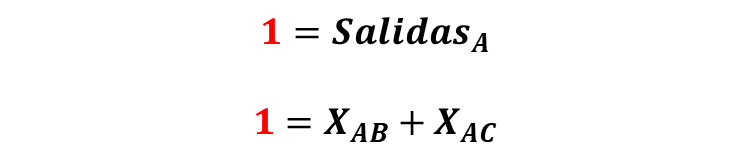 1 = Salidas_A
1 = X_AB + X_AC